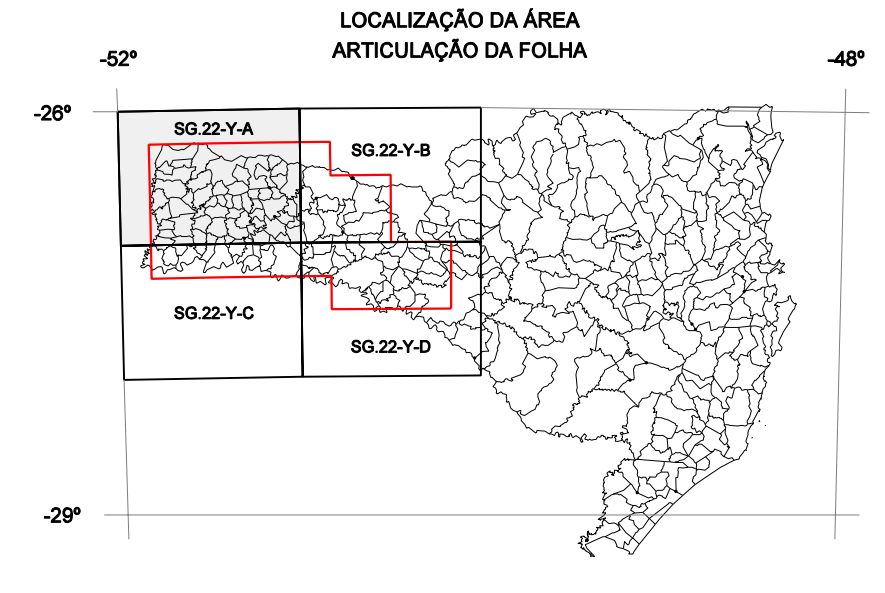 LOCALIZAÇÃO DA ÁREA
ARTICULAÇÃO DA FOLHA
-52º
-48º
-26º
SG.22-Y-A
SG.22-Y-B
SG.22-Y-C
SG.22-Y-D
-29º